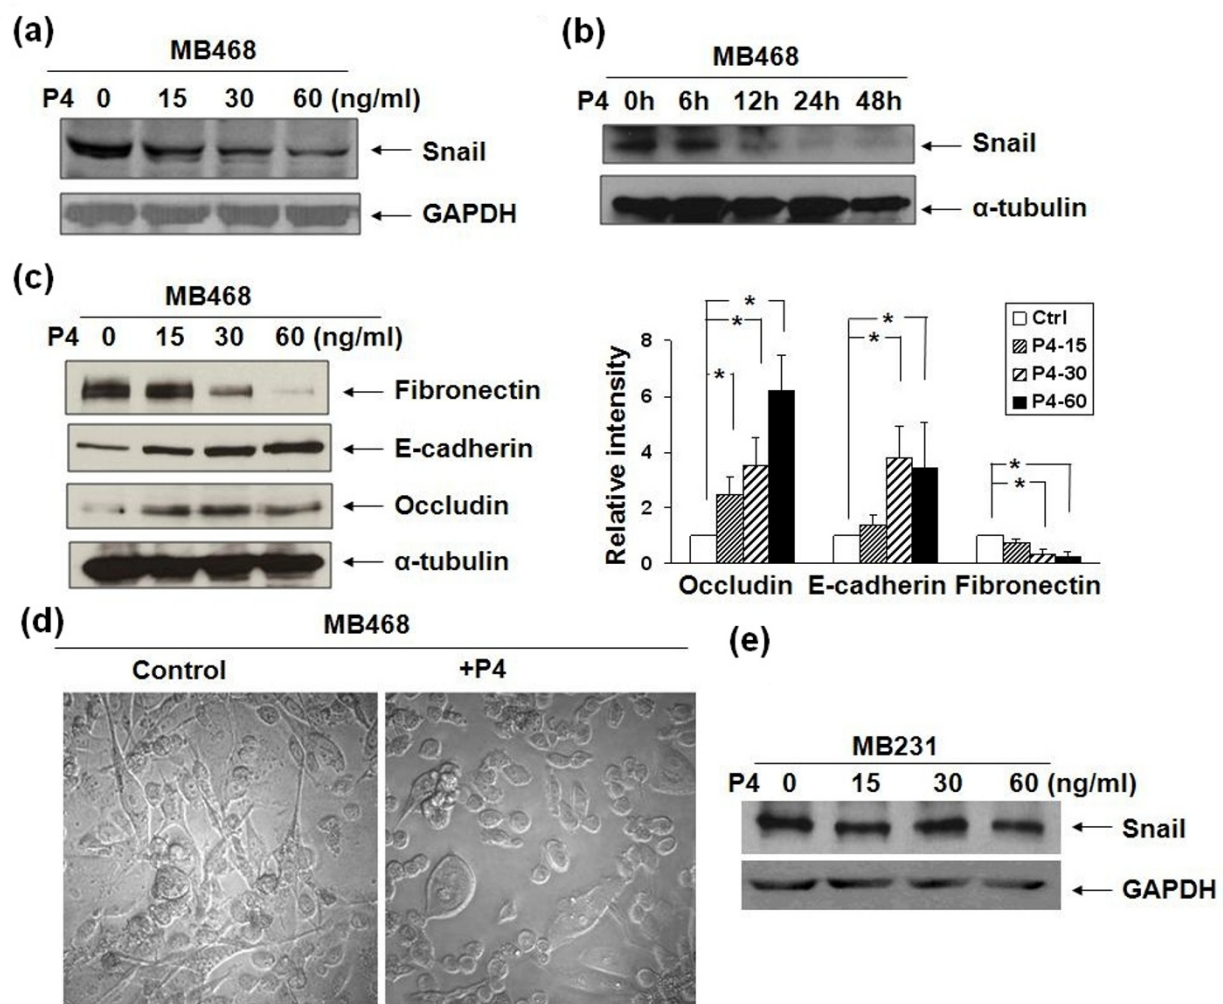 (a)
MB468
P4 0 15 30 60 (ng/ml)
Snail
GAPDH
(b)
MB468
P4 0h 6h 12h 24h 48h
Snail
α-tubulin
(c)
MB468
P4 0 15 30 60 (ng/ml)
Fibronectin
E-cadherin
Occludin
α-tubulin
Relative intensity
8
6
4
2
0
* * *
* *
* *
Occludin E-cadherin Fibronectin
Ctrl
P4-15
P4-30
P4-60
(d)
MB468
Control +P4
(e)
MB231
P4 0 15 30 60 (ng/ml)
Snail
GAPDH